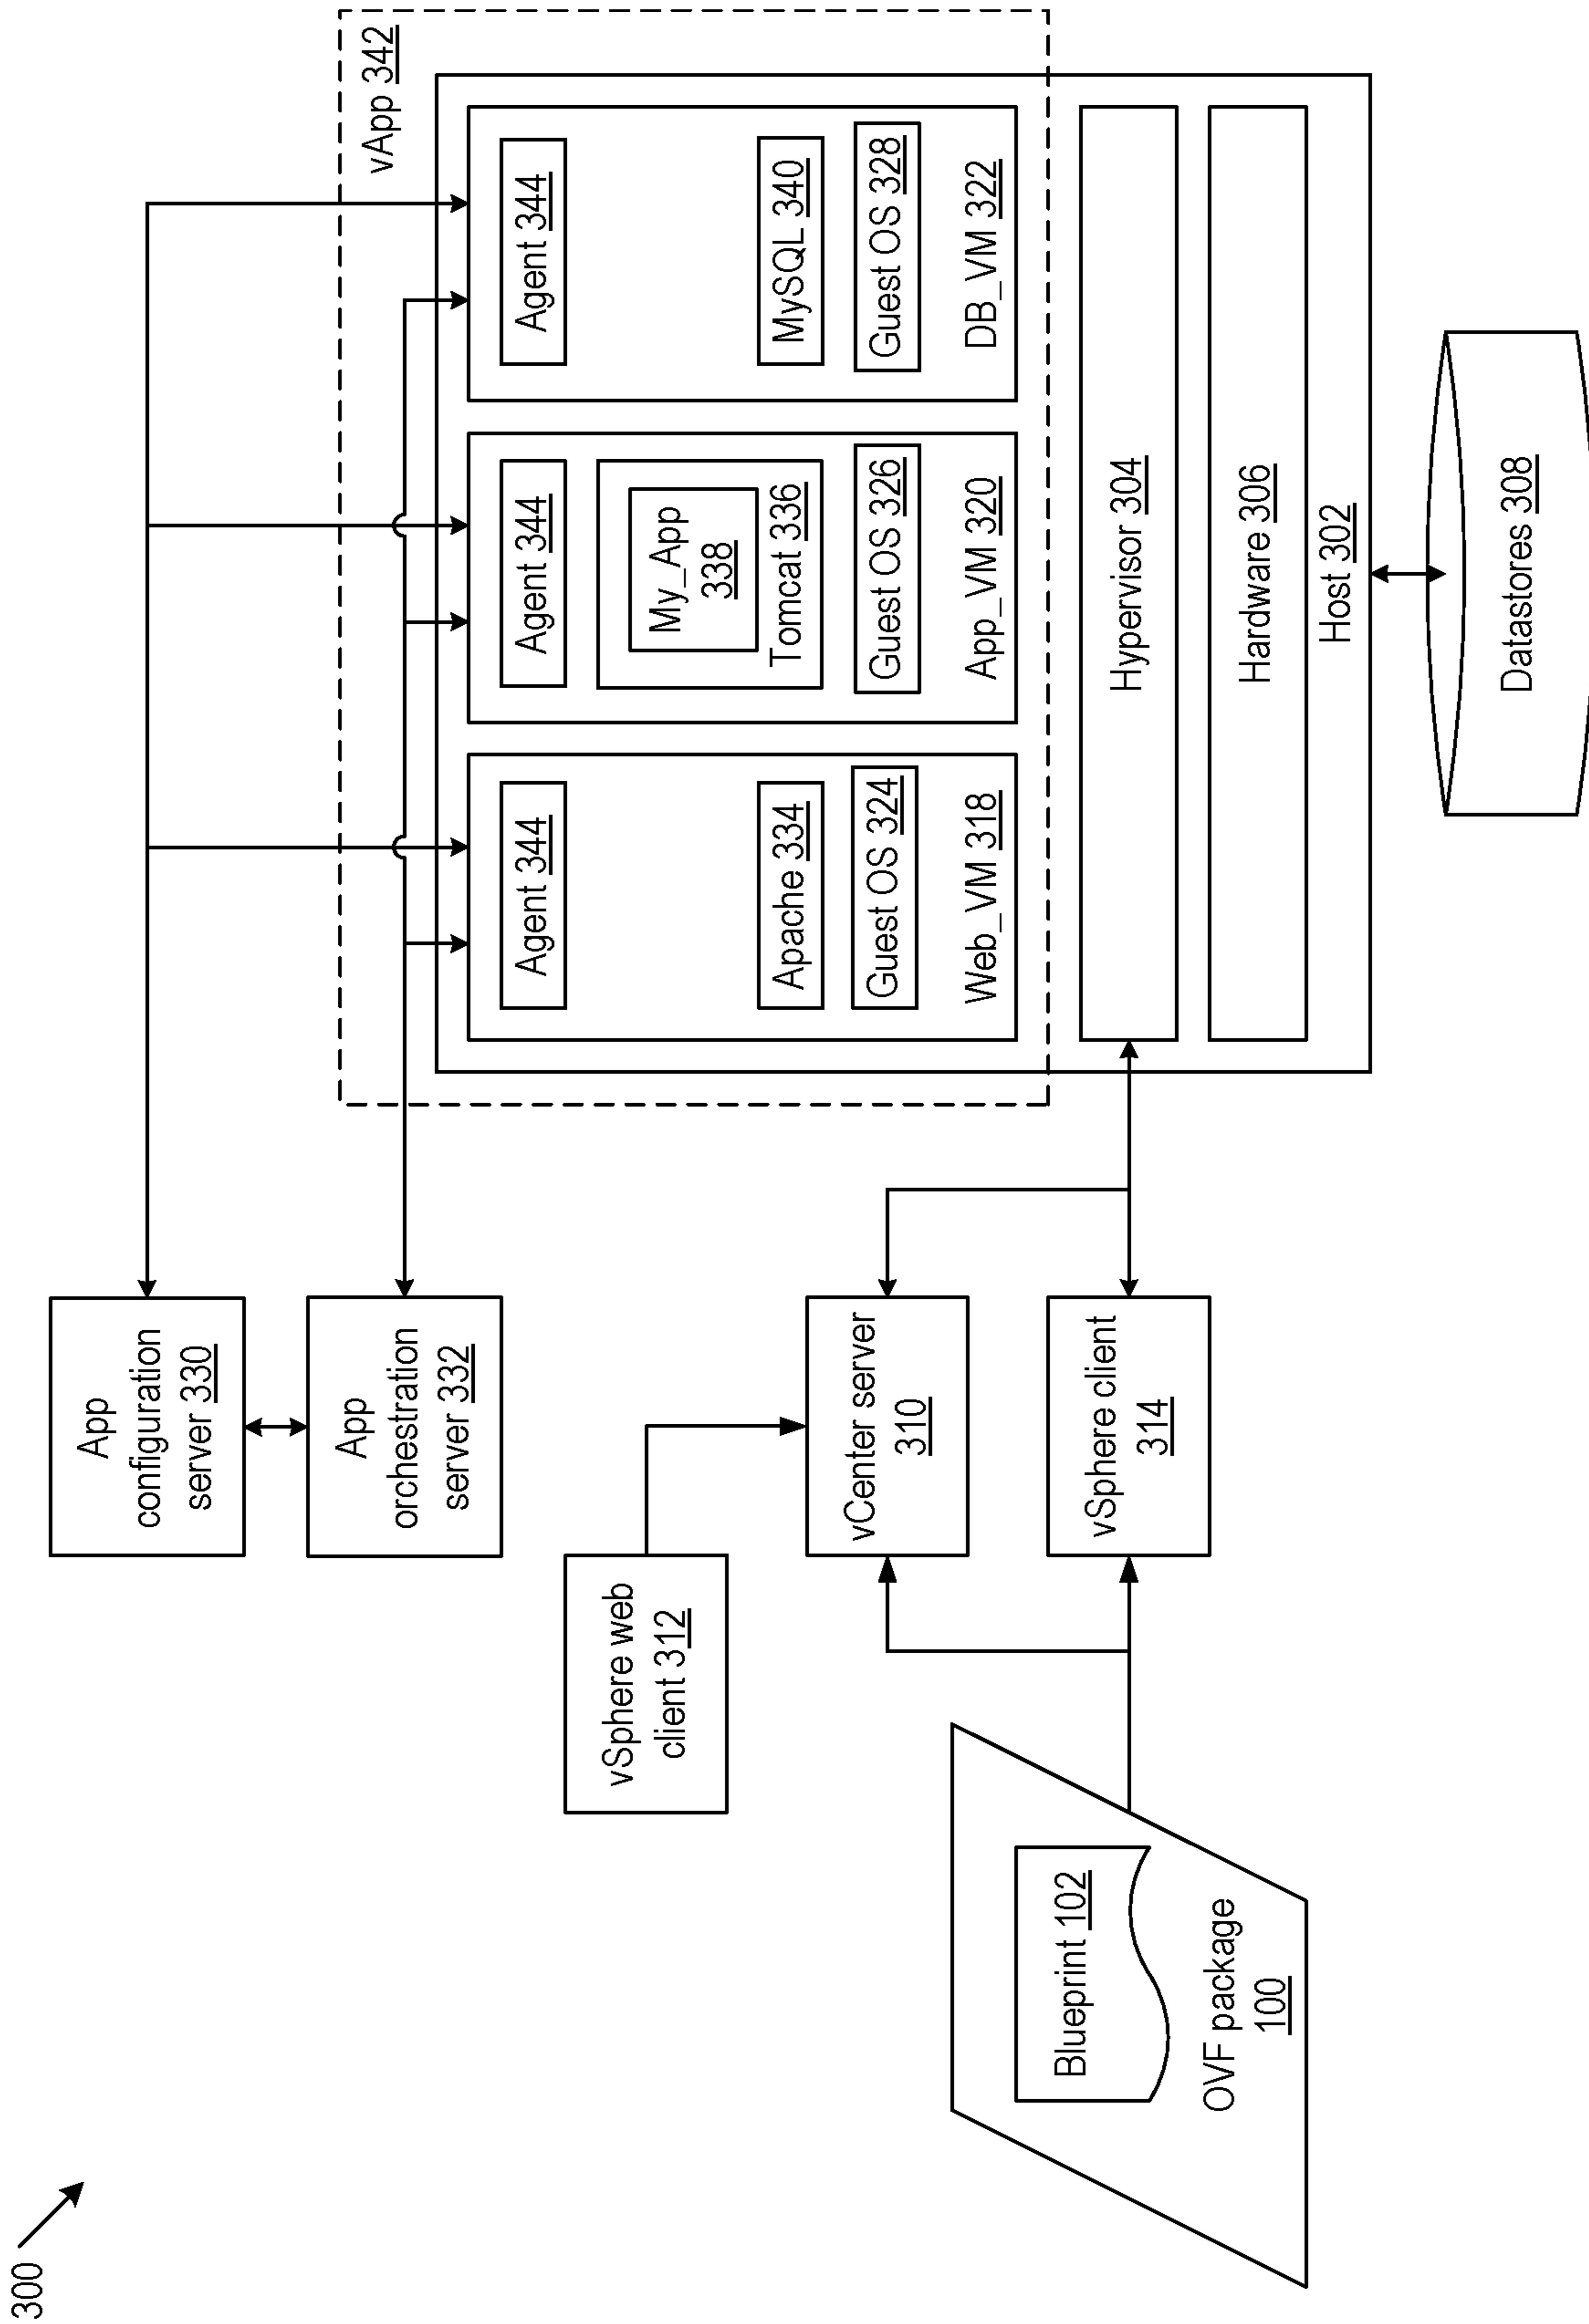 300
App
configuration
server 330
App
orchestration
server 332
vSphere web
client 312
vCenter server
310
vSphere client
314
Blueprint 102
OVF package
100
vApp 342
Agent 344
Apache 334
Guest OS 324
Web_VM 318
Agent 344
My_App
338
Tomcat 336
Guest OS 326
App_VM 320
Agent 344
MySQL 340
Guest OS 328
DB_VM 322
Hypervisor 304
Hardware 306
Host 302
Datastores 308